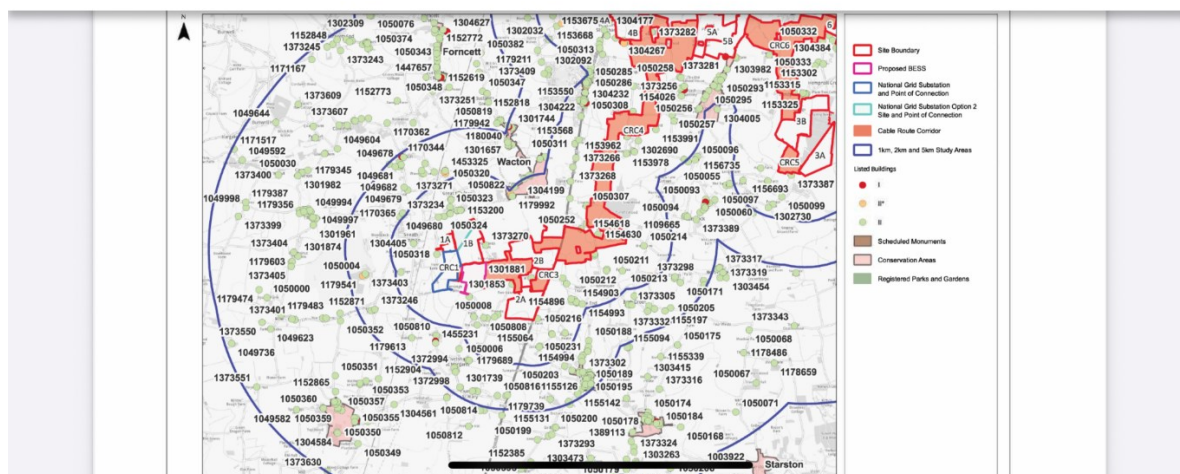 N
1302309 1050076 1304627 1153675 4A 1304177 6
1152848 1152772 1302032 4B 1373282 5A 1050332
1373245 1050374 Forncett 1050382 1153668 5B CRC6
1373243 1050343 1179211 1050313 1304267 1304384
1171167 1447657 1373409 1302092 1373281 1050333
1152619 1050347 1050285 1050258 1303982 1153302
1373609 1152773 1050348 1153550 1050286 1373256 1050293 1153315
1373607 1373251 1152818 1304232 1154026 1050295 1153325
1049644 1050819 1304222 1050308 1050256
1179942 1301744 1050257 1304005 3B
1171517 1049604 1170362 1180040 1153568 CRC4 1153991
1049592 1049678 1170344 1301657 1050311 1153962 1302690 1050096 CRC5 3A
1050030 1453325 Wacton 1373266 1153978 1156735
1373400 1179345 1049681 1050320 1373268 1050055
1301982 1049682 1373271 1050822 1304199 1050093 1156693 1373387
1049998 1179387 1049994 1049679 1373234 1050323 1179992 1050307 1050097
1179356 1049997 1170365 1153200 1050094 1050060 1050099
1373399 1301961 1049680 1050324 1050252 1154618 1109665 1302730
1373404 1301874 1304405 1A 1B 1373270 1154630 1050214 1373389
1179603 1050318 2B
1050004 CRC1 1301881 CRC3 1050211 1373298 1373317
1373405 1179541 1373403 1301853 1050212 1050213 1373319
1050000 1152871 1373246 2A 1154896 1154903 1373305 1050171 1303454
1179474 1179483 1050008
1373401 1154993 1050205 1373343
1373550 1050352 1050810 1050808 1050216 1373332 1155197
1049623 1455231 1155064 1050188 1155094 1050175 1050068
1049736 1179613 1050006 1050231 1178486
1050351 1372994 1179689 1154994 1373302 1155339
1373551 1152865 1152904 1050203 1050189 1303415 1050067 1178659
1050353 1372998 1301739 1050816 1155126 1050195 1373316
1050360 1050357 1155142 1050174 1050071
1049582 1050359 1050355 1304561 1050814 1179739 1050178 1050184
1050350 1155131 1050200 1389113
1304584 1050812 1050199 1373293 1373324 1050168
1050349 1152385 1303263 1003922
1373630 1303473 1050179 Starston
Site Boundary
Proposed BESS
National Grid Substation
and Point of Connection
National Grid Substation Option 2
Site and Point of Connection
Cable Route Corridor
1km, 2km and 5km Study Areas
Listed Buildings
I
II*
II
Scheduled Monuments
Conservation Areas
Registered Parks and Gardens